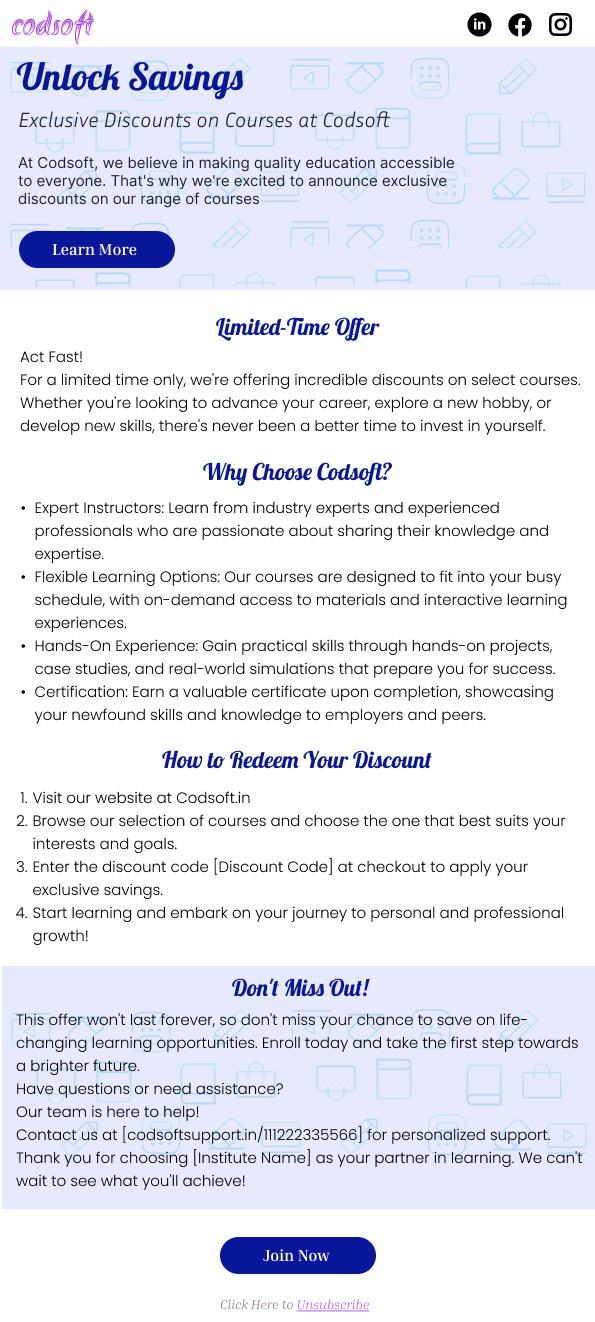 codsoft
in
Unlock Savings
Exclusive Discounts on Courses at Codsoft
At Codsoft, we believe in making quality education accessible
to everyone. That's why we're excited to announce exclusive
discounts on our range of courses
Learn More
Limited-Time Offer
Act Fast!
For a limited time only, we're offering incredible discounts on select courses.
Whether you're looking to advance your career, explore a new hobby, or
develop new skills, there's never been a better time to invest in yourself.
Why Choose Codsoft?
• Expert Instructors: Learn from industry experts and experienced
professionals who are passionate about sharing their knowledge and
expertise.
• Flexible Learning Options: Our courses are designed to fit into your busy
schedule, with on-demand access to materials and interactive learning
experiences.
• Hands-On Experience: Gain practical skills through hands-on projects,
case studies, and real-world simulations that prepare you for success.
• Certification: Earn a valuable certificate upon completion, showcasing
your newfound skills and knowledge to employers and peers.
How to Redeem Your Discount
1. Visit our website at Codsoft.in
2. Browse our selection of courses and choose the one that best suits your
interests and goals.
3. Enter the discount code [Discount Code] at checkout to apply your
exclusive savings.
4. Start learning and embark on your journey to personal and professional
growth!
Don't Miss Out!
This offer won't last forever, so don't miss your chance to save on life-
changing learning opportunities. Enroll today and take the first step towards
a brighter future.
Have questions or need assistance?
Our team is here to help!
Contact us at [codsoftsupport.in/111222335566] for personalized support.
Thank you for choosing [Institute Name] as your partner in learning. We can't
wait to see what you'll achieve!
Join Now
Click Here to Unsubscribe